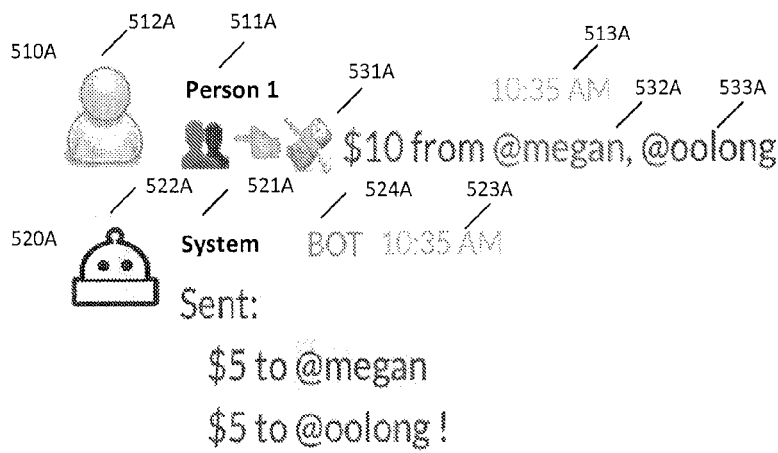 512A 511A 513A
510A
Person 1 531A 10:35 AM 532A 533A
$10 from @megan, @oolong
522A 521A 524A 523A
520A System BOT 10:35 AM
Sent:
$5 to @megan
$5 to @oolong !